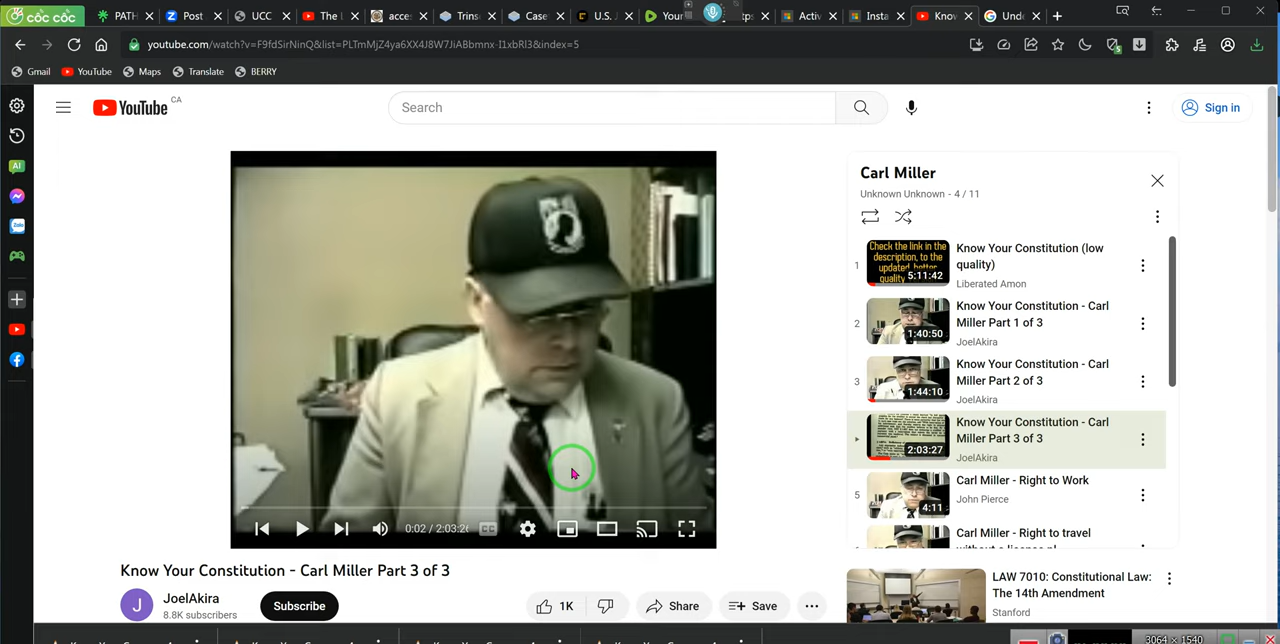 cốc cốc
PATH
Post
UCC
The L
acces
Trins
Case
U.S. J
Your
Activ
Insta
Know
Unde
youtube.com/watch?v=F9fdSirNinQ&list=PLTmMjZ4ya6XX4J8W7JiABbmnx-I1xbRI3&index=5
5
Gmail
YouTube
Maps
Translate
BERRY
YouTube
CA
Search
Sign in
AI
Zalo
Carl Miller
Unknown Unknown - 4 / 11
1
Check the link in the description, to the updated, better quality
5:11:42
Know Your Constitution (low
quality)
Liberated Amon
2
1:40:50
Know Your Constitution - Carl
Miller Part 1 of 3
JoelAkira
3
1:44:10
Know Your Constitution - Carl
Miller Part 2 of 3
JoelAkira
2:03:27
Know Your Constitution - Carl
Miller Part 3 of 3
JoelAkira
5
4:11
Carl Miller - Right to Work
John Pierce
Carl Miller - Right to travel
0:02 / 2:03:26
CC
Know Your Constitution - Carl Miller Part 3 of 3
J
JoelAkira
8.8K subscribers
Subscribe
1K
Share
Save
LAW 7010: Constitutional Law:
The 14th Amendment
Stanford
3064 × 1540